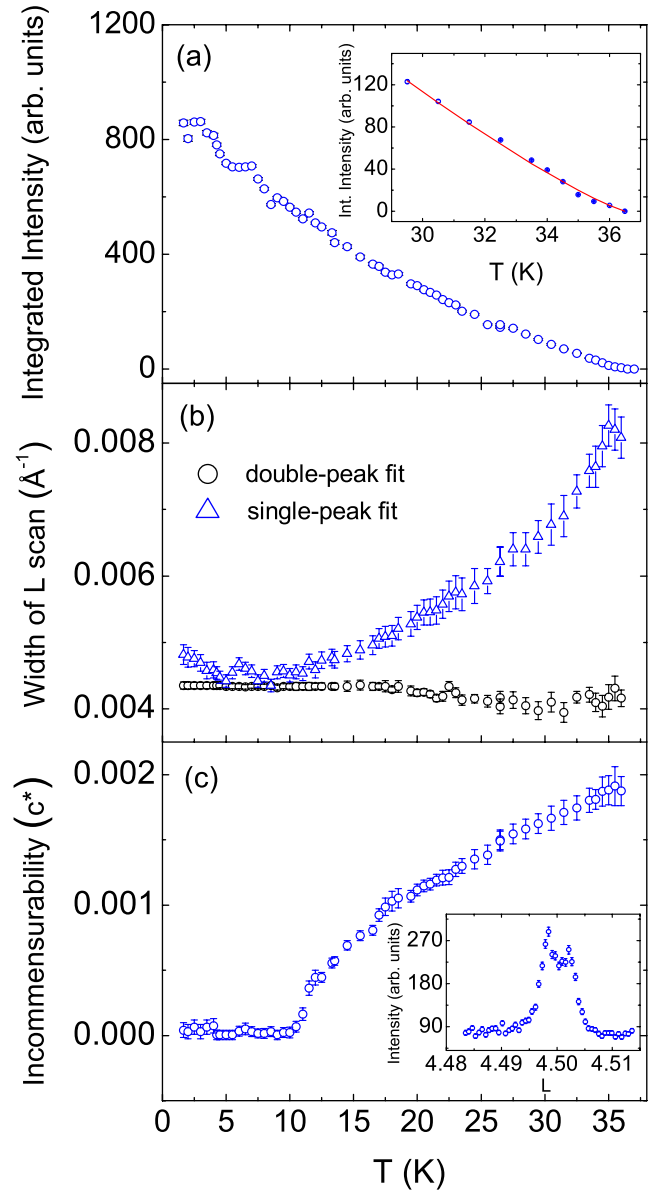 (a)
Integrated Intensity (arb. units)
1200
800
400
0
Int. Intensity (arb. units)
120
80
40
0
30 32 34 36
T (K)
(b)
Width of L scan (Å⁻¹)
0.008
0.006
0.004
double-peak fit
single-peak fit
(c)
Incommensurability (c*)
0.002
0.001
0.000
Intensity (arb. units)
270
180
90
4.48 4.49 4.50 4.51
L
0 5 10 15 20 25 30 35
T (K)